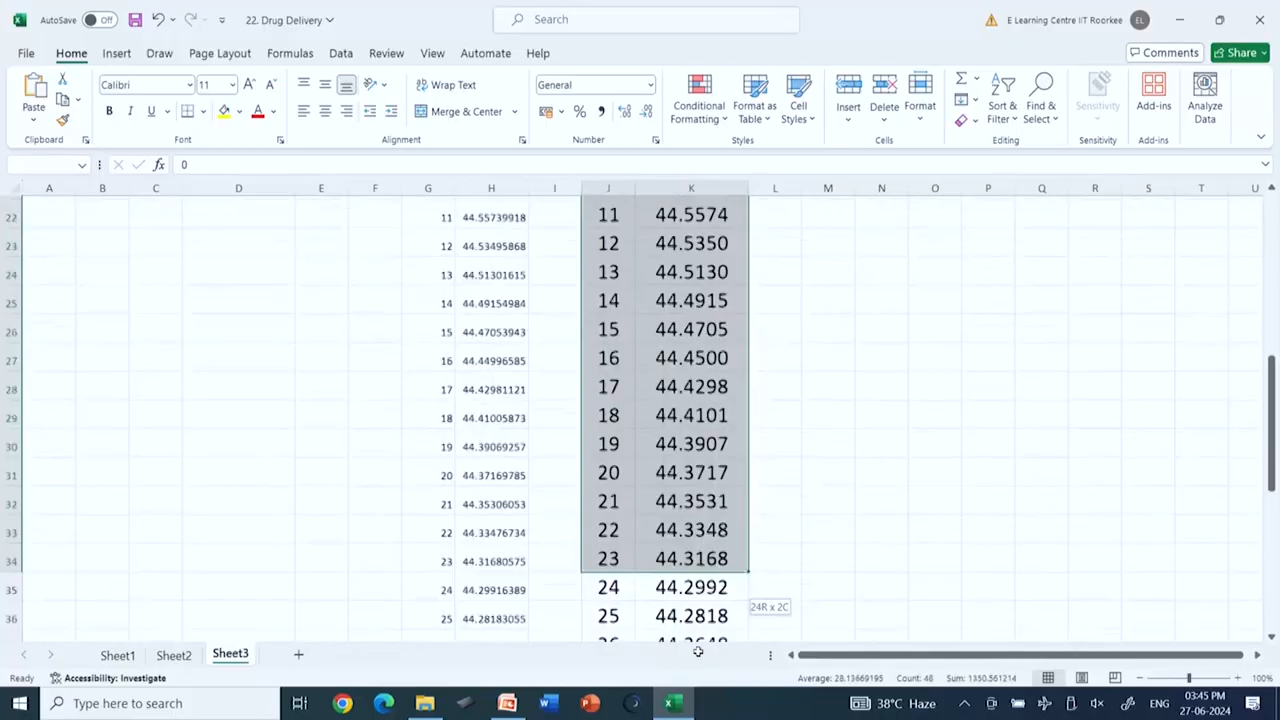 AutoSave Off 22. Drug Delivery Search E Learning Centre IIT Roorkee EL
File Home Insert Draw Page Layout Formulas Data Review View Automate Help Comments Share
Calibri 11 A A Wrap Text General
Paste B I U A Merge & Center % , Conditional Formatting Format as Table Cell Styles Insert Delete Format Sort & Filter Find & Select Sensitivity Add-ins Analyze Data
Clipboard Font Alignment Number Styles Cells Editing Sensitivity Add-ins
fx 0
A B C D E F G H I J K L M N O P Q R S T U
22 11 44.55739918 11 44.5574
23 12 44.53495868 12 44.5350
24 13 44.51301615 13 44.5130
25 14 44.49154984 14 44.4915
26 15 44.47053943 15 44.4705
27 16 44.44996585 16 44.4500
28 17 44.42981121 17 44.4298
29 18 44.41005873 18 44.4101
30 19 44.39069257 19 44.3907
31 20 44.37169785 20 44.3717
32 21 44.35306053 21 44.3531
33 22 44.33476734 22 44.3348
34 23 44.31680575 23 44.3168
35 24 44.29916389 24 44.2992
24R x 2C
36 25 44.28183055 25 44.2818
26 44.2648
Sheet1 Sheet2 Sheet3
Ready Accessibility: Investigate Average: 28.13669195 Count: 48 Sum: 1350.561214 100%
Type here to search 38°C Haze ENG 03:45 PM
27-06-2024